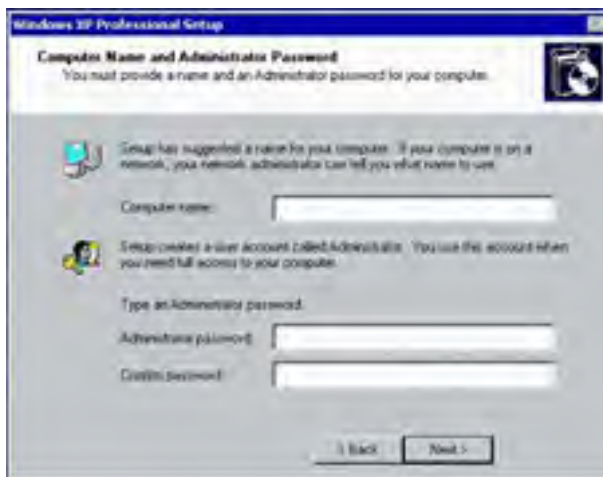 Windows XP Professional Setup
Computer Name and Administrator Password
You must provide a name and an Administrator password for your computer.
Setup has suggested a name for your computer. If your computer is on a
network, your network administrator can tell you what name to use.
Computer name:
Setup creates a user account called Administrator. You use this account when
you need full access to your computer.
Type an Administrator password.
Administrator password:
Confirm password:
< Back
Next >